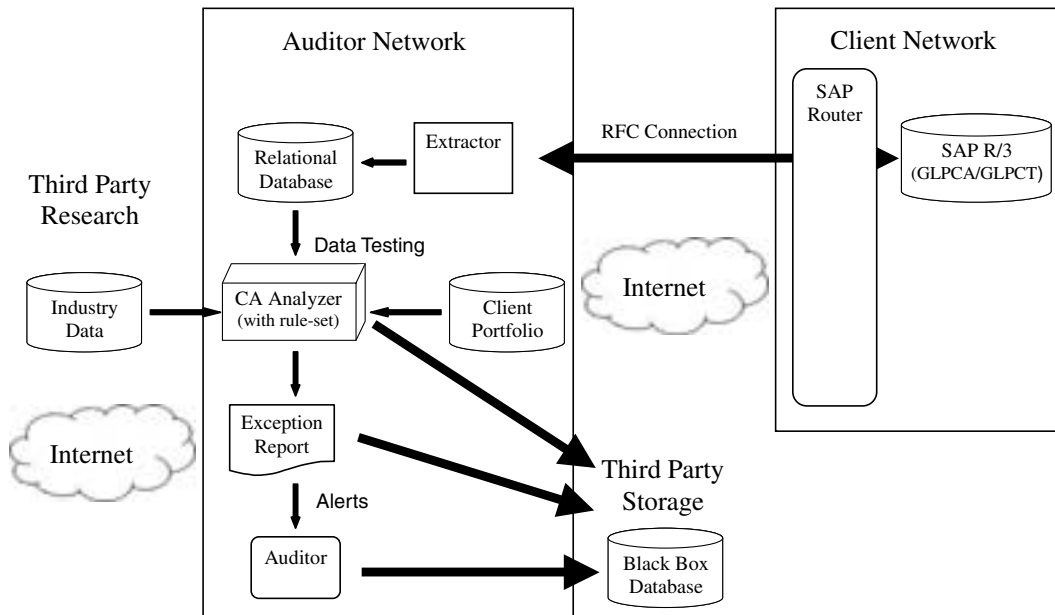 Auditor Network
Client Network
SAP
Router
RFC Connection
Extractor
Relational
Database
SAP R/3
(GLPCA/GLPCT)
Third Party
Research
Data Testing
Internet
CA Analyzer
(with rule-set)
Client
Portfolio
Industry
Data
Exception
Report
Internet
Third Party
Storage
Alerts
Auditor
Black Box
Database